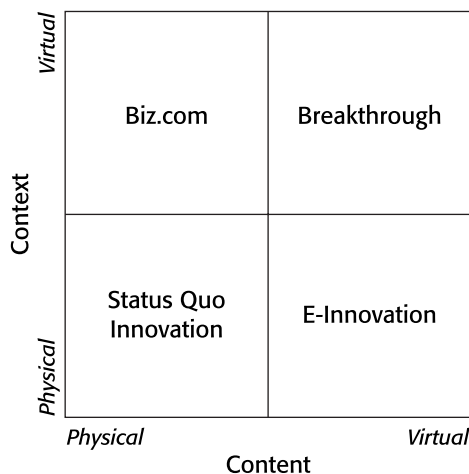 Virtual
Biz.com
Breakthrough
Context
Status Quo
Innovation
E-Innovation
Physical
Physical
Virtual
Content